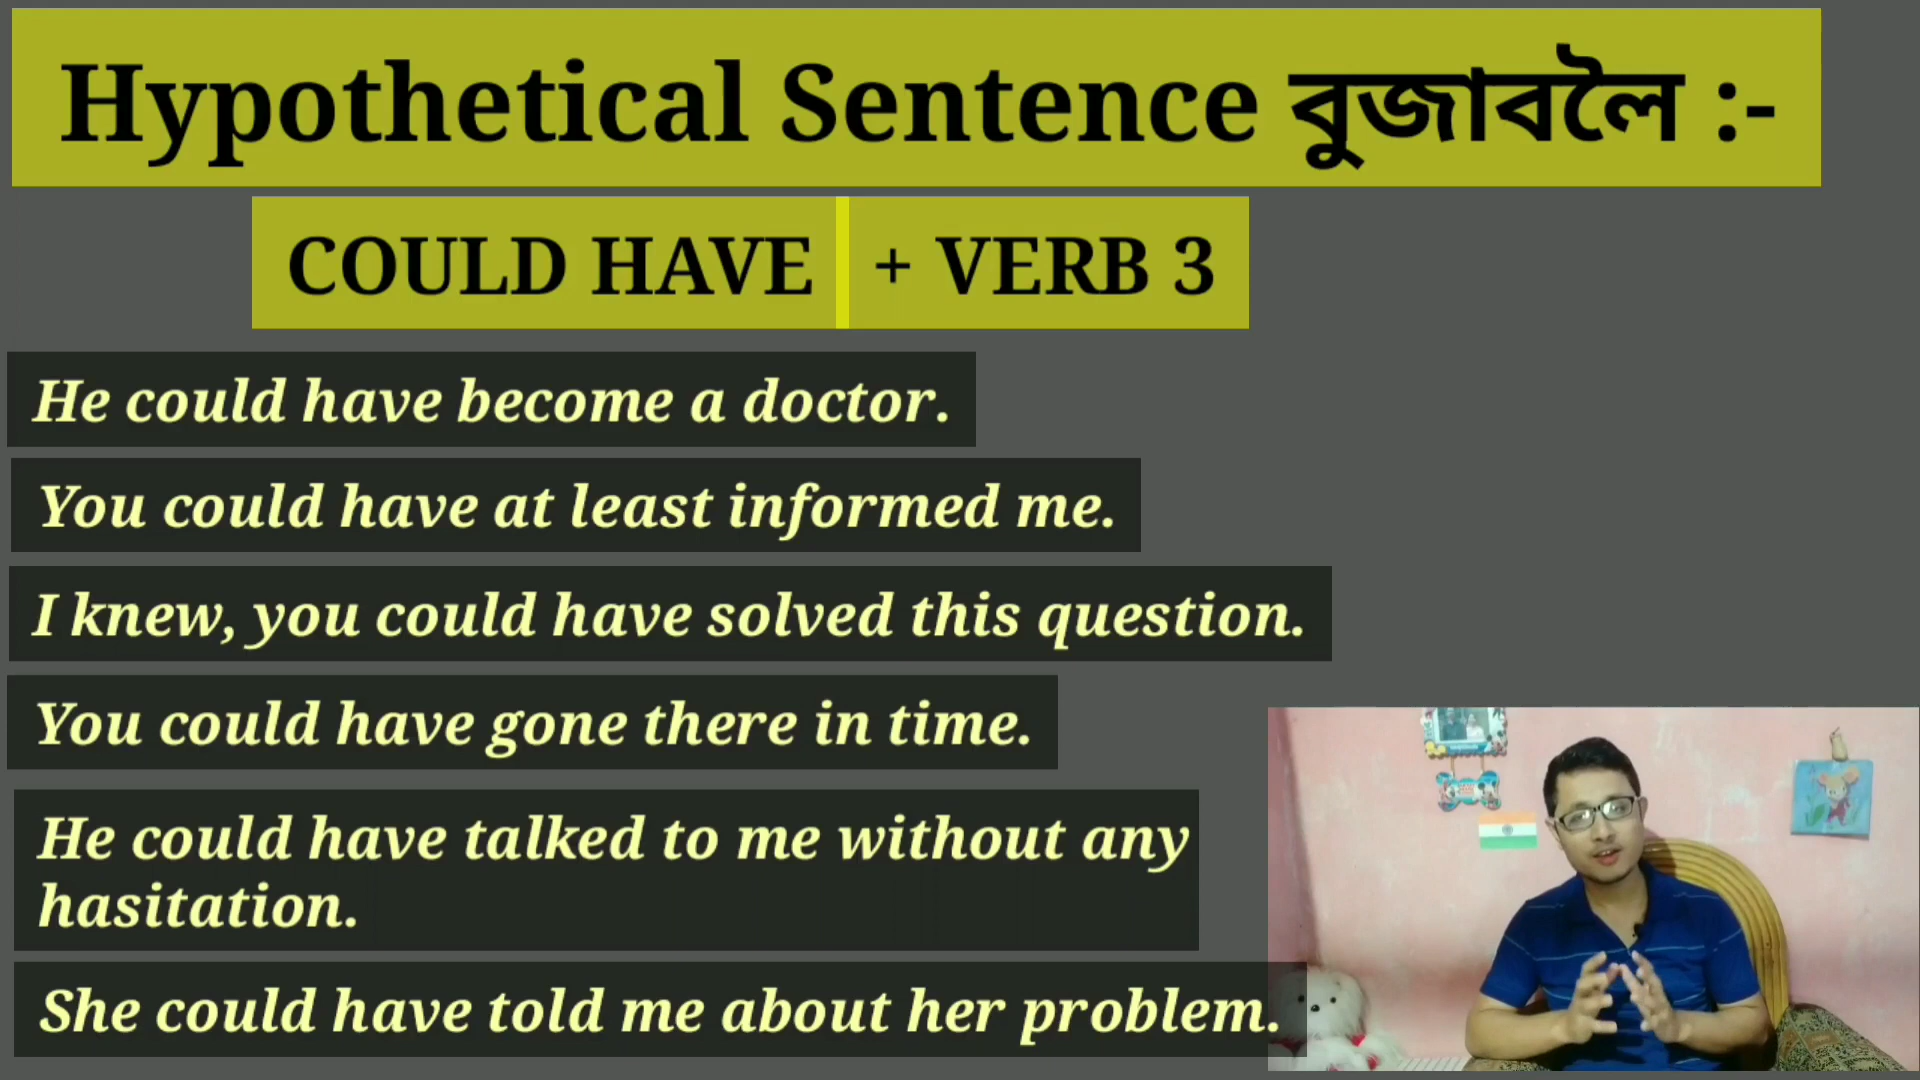 Hypothetical Sentence বুজাবলৈ :-
COULD HAVE + VERB 3
He could have become a doctor.
You could have at least informed me.
I knew, you could have solved this question.
You could have gone there in time.
He could have talked to me without any
hasitation.
She could have told me about her problem.